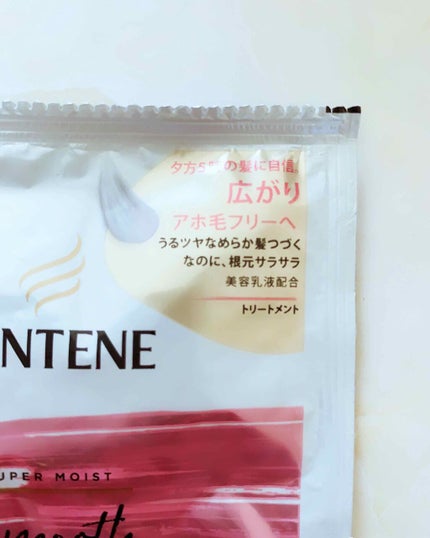 夕方5時の髪に自信。
広がり
アホ毛フリーへ
うるツヤなめらか髪つづく
なのに、根元サラサラ
美容乳液配合
トリートメント
NTENE
UPER MOIST
smooth